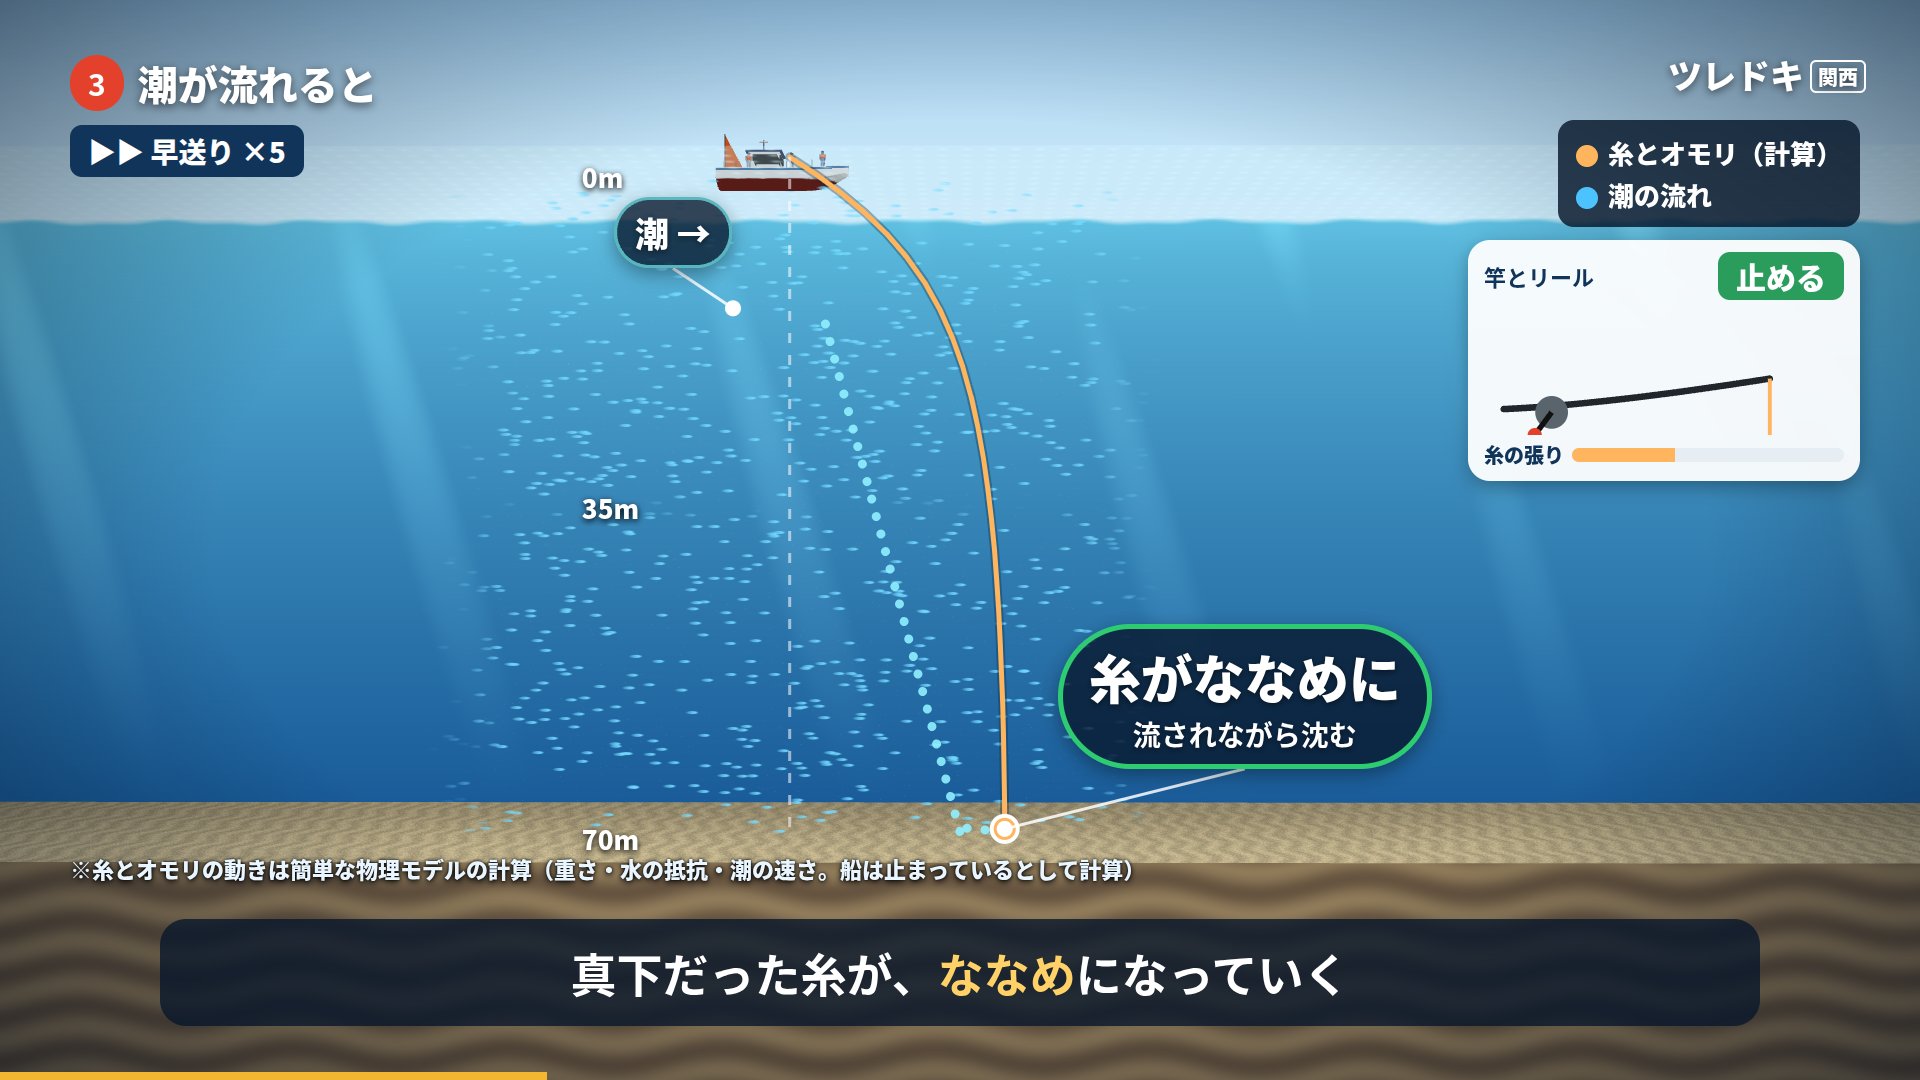 3 潮が流れると
▶▶ 早送り ×5
ツレドキ 関西
糸とオモリ（計算）
潮の流れ
竿とリール 止める
糸の張り
0m
潮 →
35m
糸がななめに
流されながら沈む
70m
※糸とオモリの動きは簡単な物理モデルの計算（重さ・水の抵抗・潮の速さ。船は止まっているとして計算）
真下だった糸が、ななめになっていく